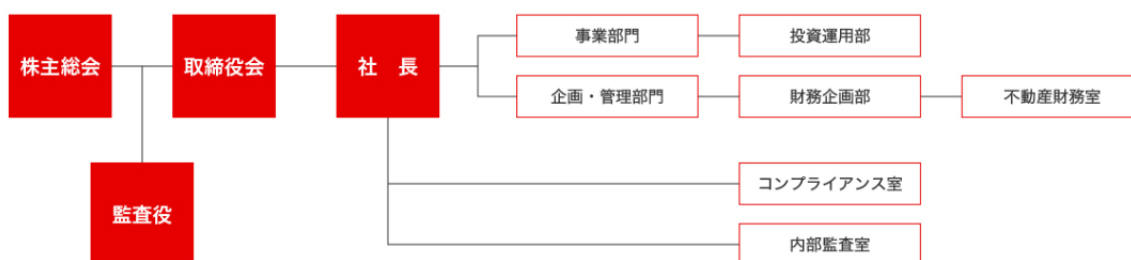 株主総会
取締役会
社　長
事業部門
投資運用部
企画・管理部門
財務企画部
不動産財務室
監査役
コンプライアンス室
内部監査室